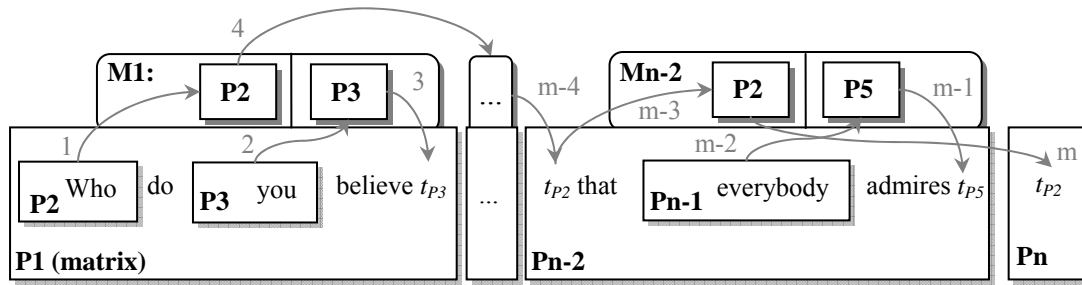 4
M1:
Mn-2
P2
P3
3
...
m-4
m-3
P2
P5
m-1
1
2
m-2
m
P2 Who do P3 you believe tP3
...
tP2 that Pn-1 everybody admires tP5
tP2
P1 (matrix)
Pn-2
Pn